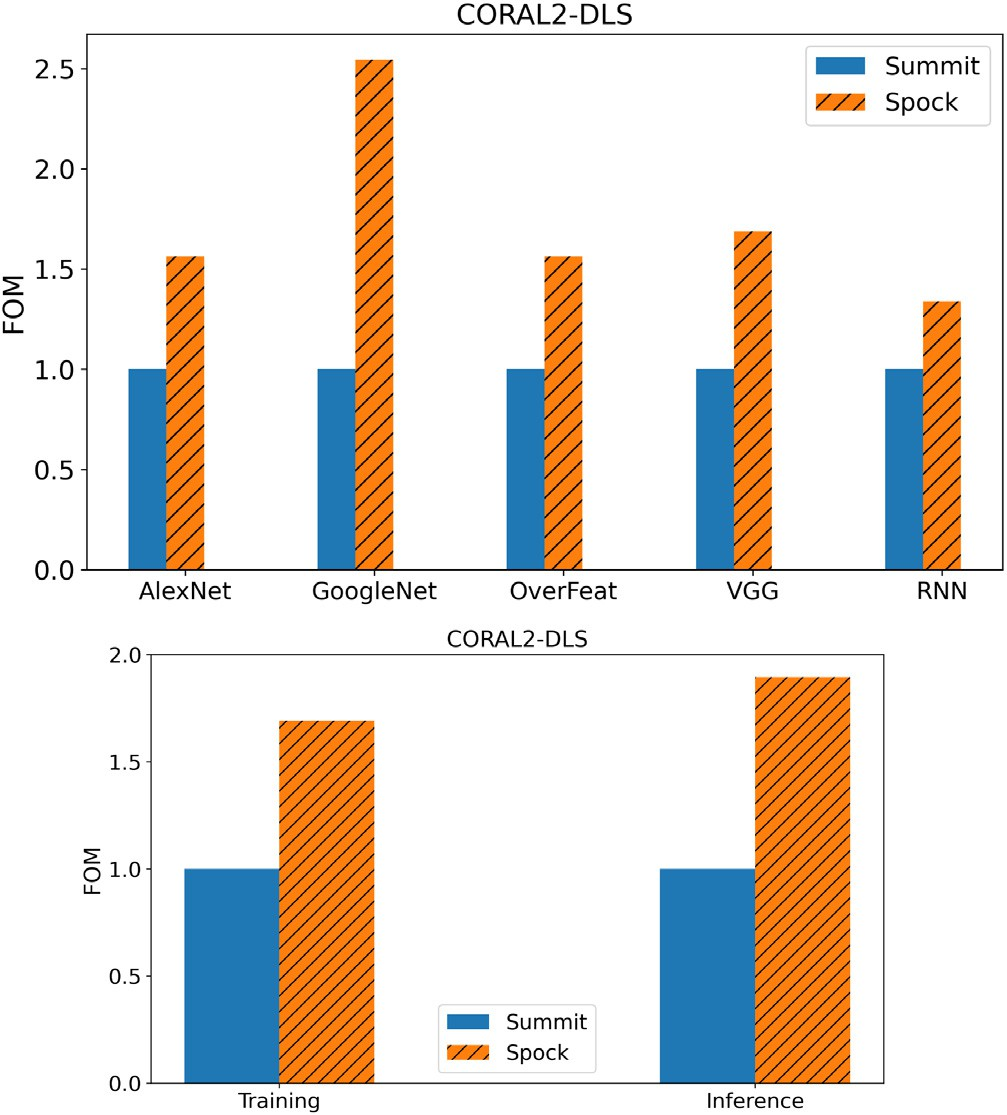 CORAL2-DLS
FOM
2.5
2.0
1.5
1.0
0.5
0.0
Summit
Spock
AlexNet GoogleNet OverFeat VGG RNN
CORAL2-DLS
FOM
2.0
1.5
1.0
0.5
0.0
Summit
Spock
Training Inference